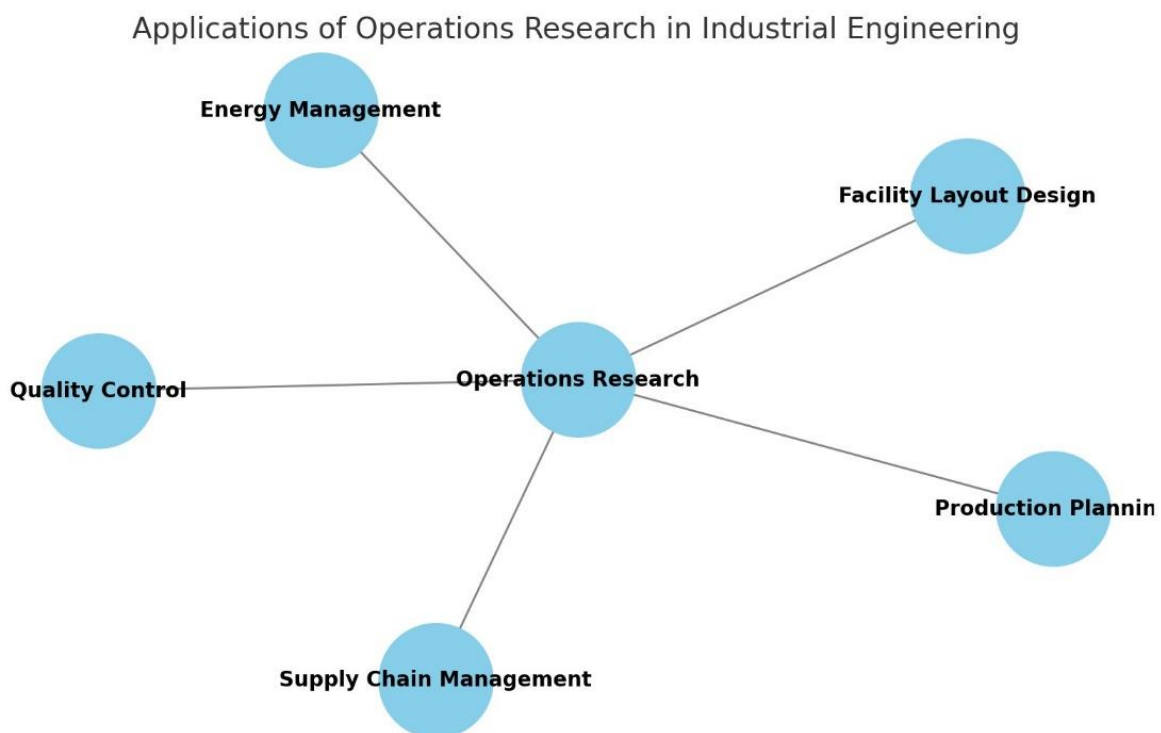 Applications of Operations Research in Industrial Engineering
Energy Management
Facility Layout Design
Operations Research
Quality Control
Production Plannin
Supply Chain Management